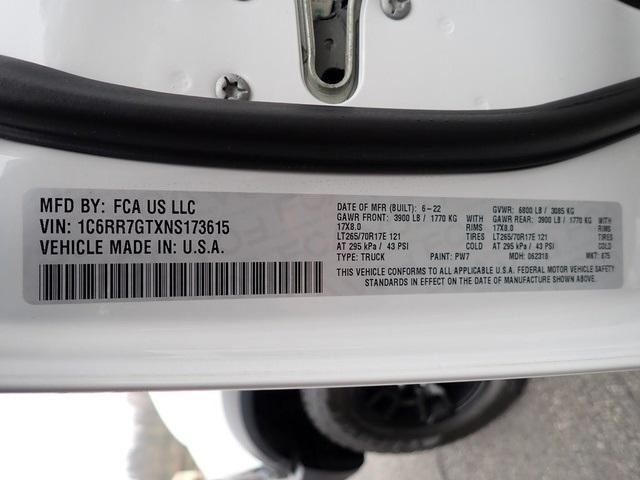 MFD BY: FCA US LLC
VIN: 1C6RR7GTXNS173615
VEHICLE MADE IN U.S.A.
DATE OF MFR (BUILT): 6-22 GVWR: 6800 LB / 3085 KG
GAWR FRONT: 3900 LB / 1770 KG GAWR REAR: 3900 LB / 1770 KG
17X8.0 RIMS 17X8.0 RIMS
LT265/70R17E 121 TIRES LT265/70R17E 121 TIRES
AT 295 kPa / 43 PSI COLD AT 295 kPa / 43 PSI COLD
TYPE: TRUCK PAINT: PW7 MDH: 062318 MKT: 875
THIS VEHICLE CONFORMS TO ALL APPLICABLE U.S.A. FEDERAL MOTOR VEHICLE SAFETY
STANDARDS IN EFFECT ON THE DATE OF MANUFACTURE SHOWN ABOVE.